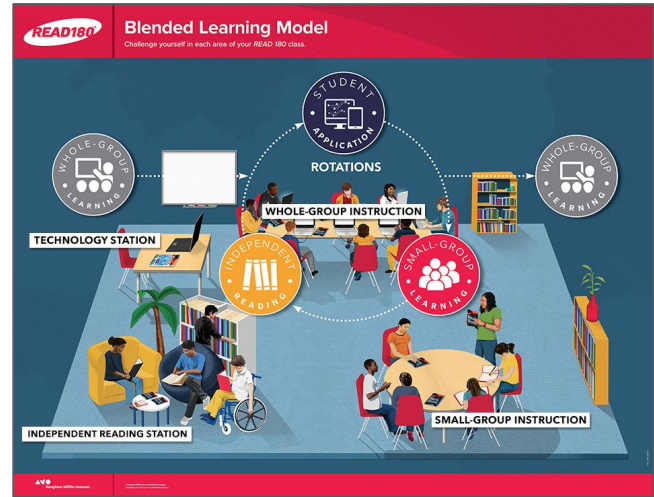 READ180
Blended Learning Model
Challenge yourself in each area of your READ 180 class.
STUDENT
APPLICATION
ROTATIONS
WHOLE-GROUP
LEARNING
WHOLE-GROUP
LEARNING
WHOLE-GROUP INSTRUCTION
TECHNOLOGY STATION
INDEPENDENT
READING
SMALL-GROUP
LEARNING
INDEPENDENT READING STATION
SMALL-GROUP INSTRUCTION
Houghton Mifflin Harcourt